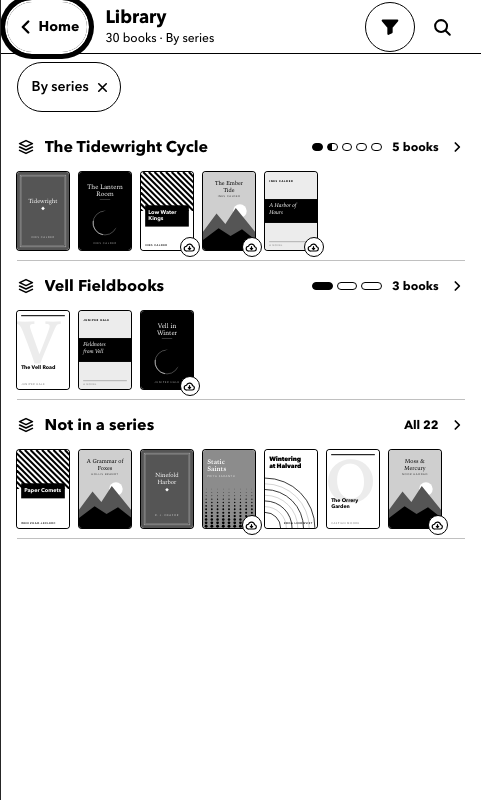 Home
Library
30 books · By series
By series
The Tidewright Cycle
5 books
Tidewright
The Lantern
Room
Low Water
Kings
The Ember
Tide
A Harbor of
Hours
Vell Fieldbooks
3 books
V
The Vell Road
Fieldnotes
from Vell
Vell in
Winter
Not in a series
All 22
Paper Comets
A Grammar of
Foxes
Ninefold
Harbor
Static
Saints
Wintering
at Halvard
O
The Orrery
Garden
Moss &
Mercury